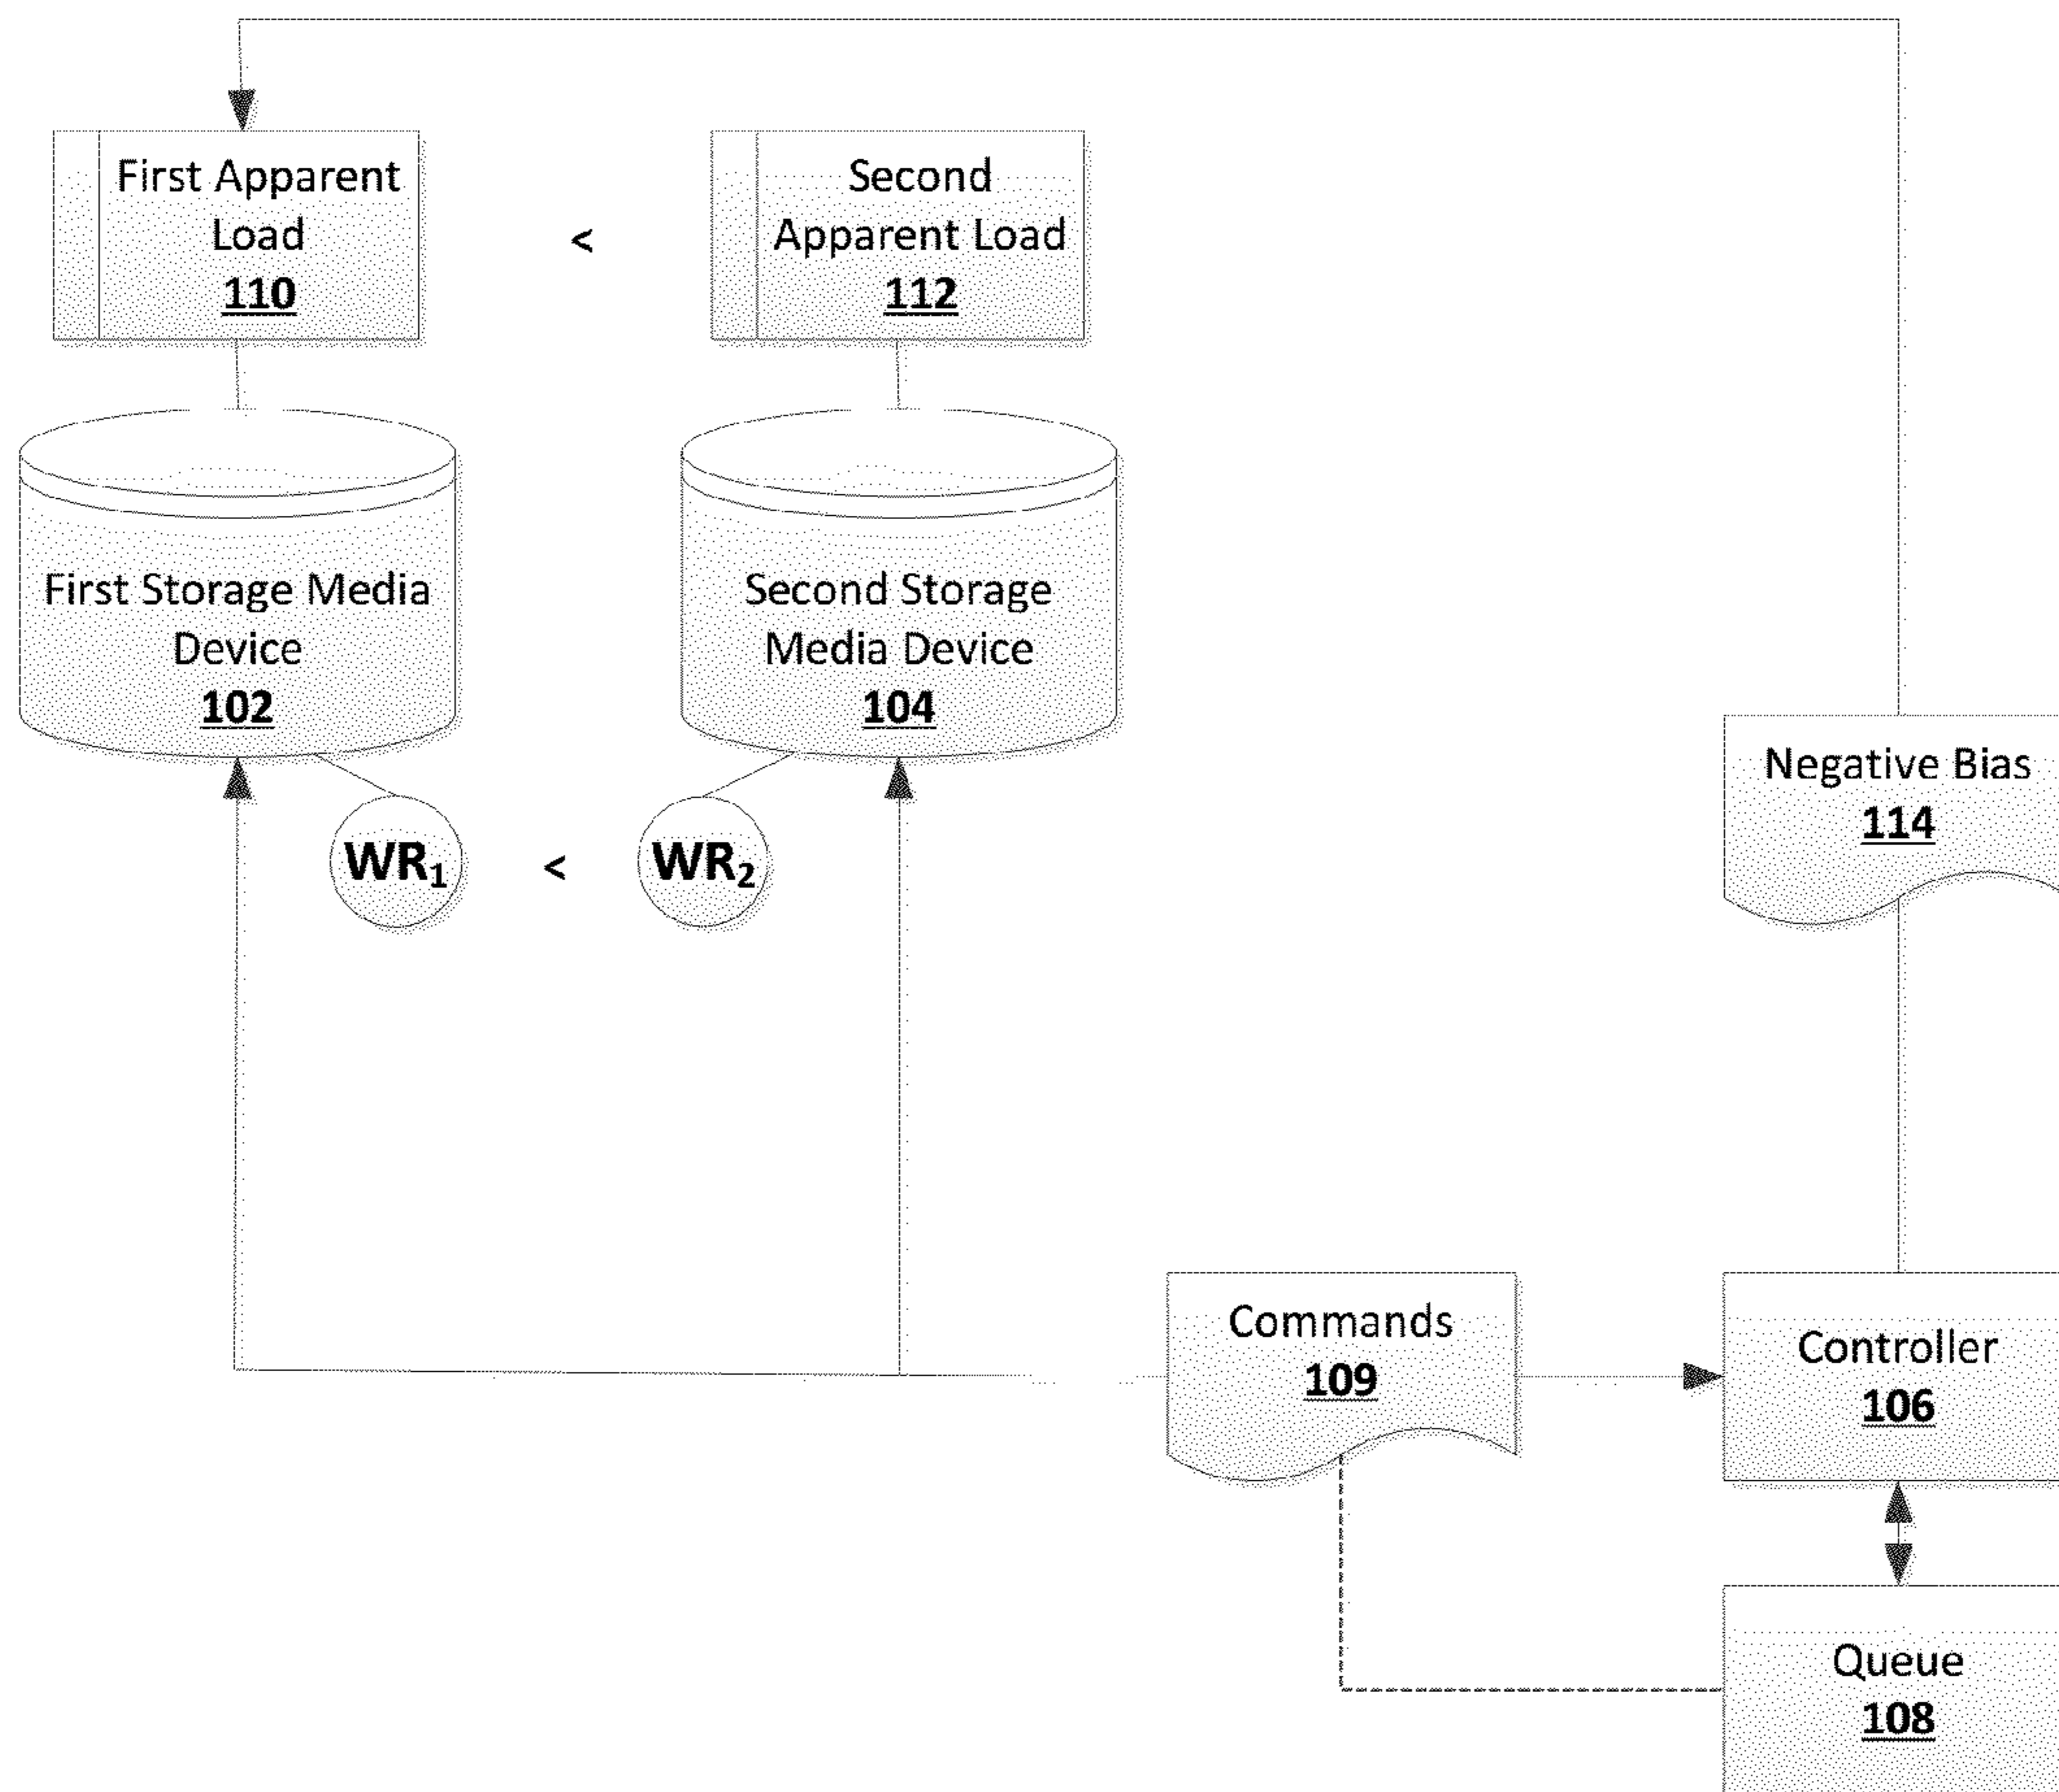 First Apparent
Load
110
<
Second
Apparent Load
112
First Storage Media
Device
102
Second Storage
Media Device
104
WR₁
<
WR₂
Negative Bias
114
Commands
109
Controller
106
Queue
108